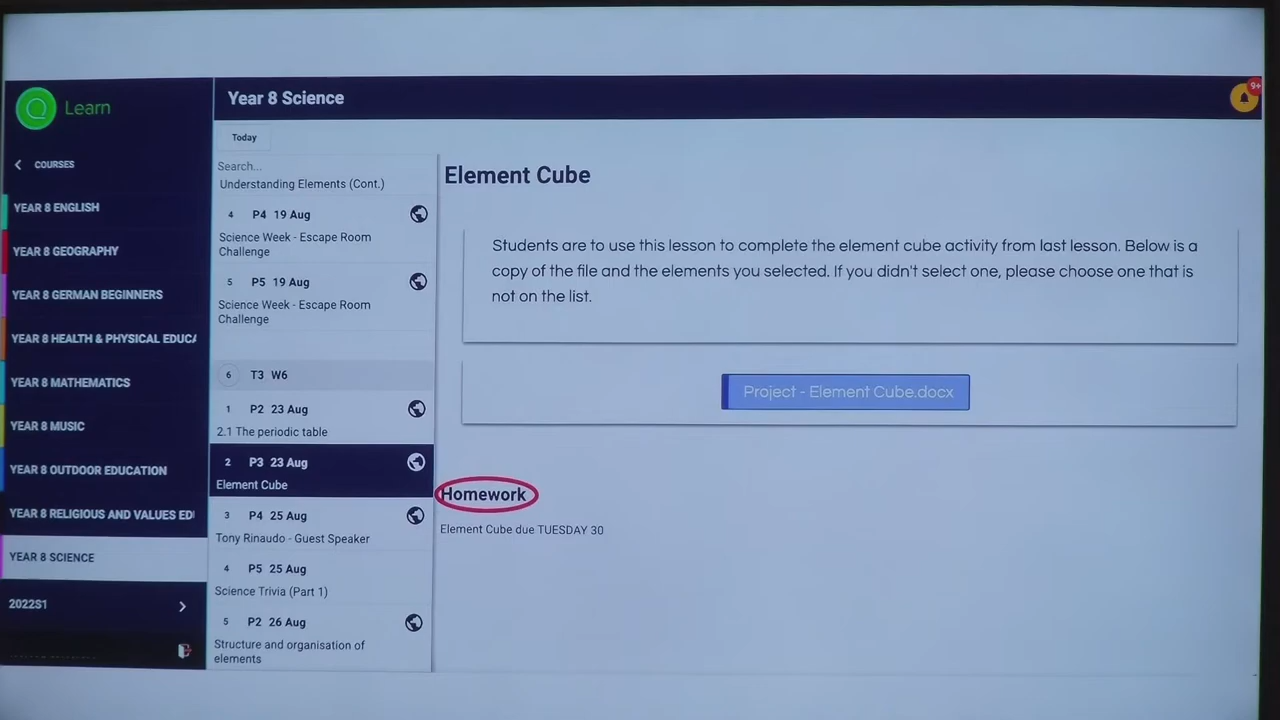 Learn
COURSES
YEAR 8 ENGLISH
YEAR 8 GEOGRAPHY
YEAR 8 GERMAN BEGINNERS
YEAR 8 HEALTH & PHYSICAL EDUCA
YEAR 8 MATHEMATICS
YEAR 8 MUSIC
YEAR 8 OUTDOOR EDUCATION
YEAR 8 RELIGIOUS AND VALUES ED
YEAR 8 SCIENCE
2022S1
Year 8 Science
9+
Today
Search...
Understanding Elements (Cont.)
4 P4 19 Aug
Science Week - Escape Room
Challenge
5 P5 19 Aug
Science Week - Escape Room
Challenge
6 T3 W6
1 P2 23 Aug
2.1 The periodic table
2 P3 23 Aug
Element Cube
3 P4 25 Aug
Tony Rinaudo - Guest Speaker
4 P5 25 Aug
Science Trivia (Part 1)
5 P2 26 Aug
Structure and organisation of
elements
Element Cube
Students are to use this lesson to complete the element cube activity from last lesson. Below is a
copy of the file and the elements you selected. If you didn't select one, please choose one that is
not on the list.
Project - Element Cube.docx
Homework
Element Cube due TUESDAY 30